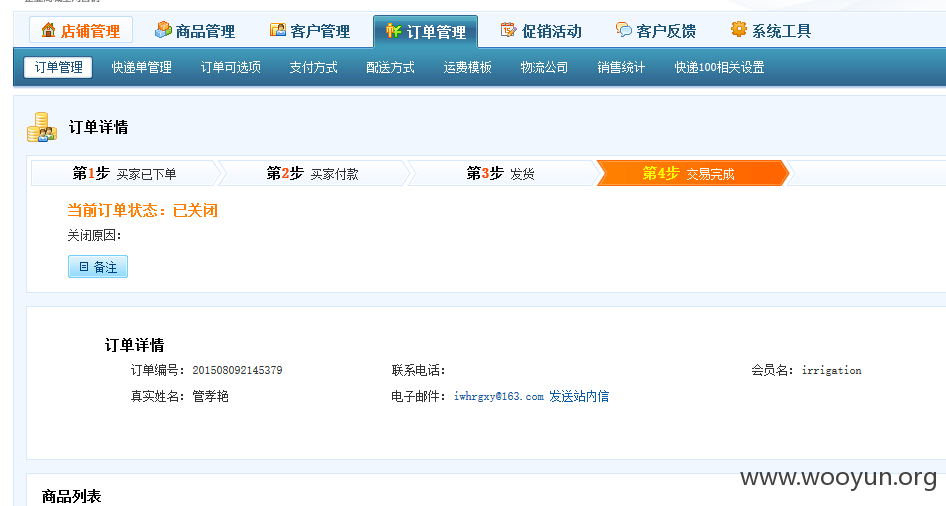 店铺管理 商品管理 客户管理 订单管理 促销活动 客户反馈 系统工具
订单管理 快递单管理 订单可选项 支付方式 配送方式 运费模板 物流公司 销售统计 快递100相关设置
订单详情
第1步 买家已下单 第2步 买家付款 第3步 发货 第4步 交易完成
当前订单状态：已关闭
关闭原因：
备注
订单详情
订单编号：201508092145379 联系电话： 会员名：irrigation
真实姓名：管孝艳 电子邮件：iwhrgxy@163.com 发送站内信
www.wooyun.org
商品列表